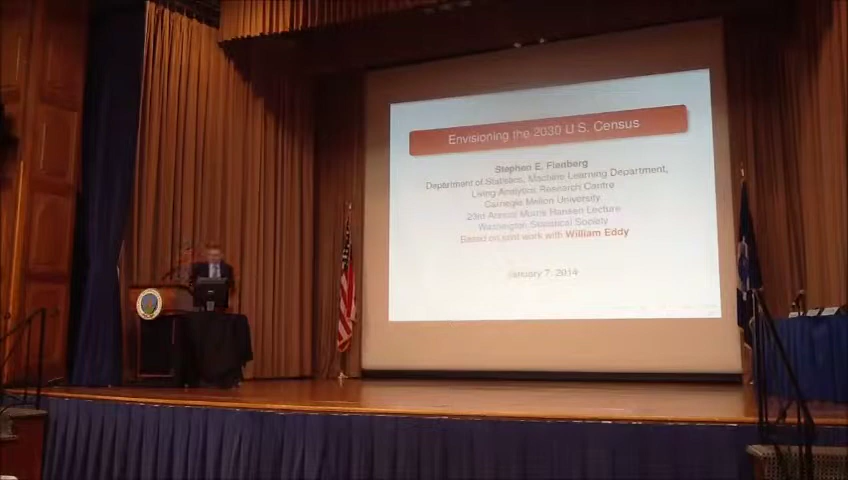 Envisioning the 2030 U.S. Census
Stephen E. Fienberg
Department of Statistics, Machine Learning Department,
Living Analytics Research Centre
Carnegie Mellon University
23rd Annual Morris Hansen Lecture
Washington Statistical Society
Based on joint work with William Eddy
January 7, 2014